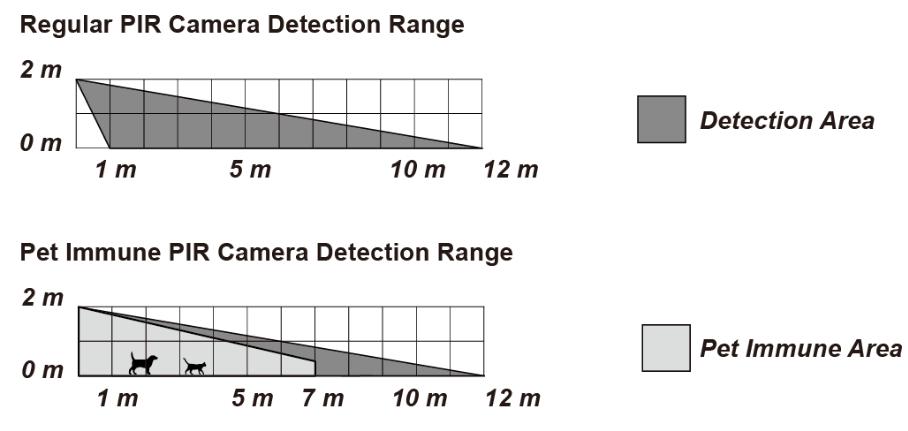 Regular PIR Camera Detection Range
2 m
0 m
1 m 5 m 10 m 12 m
Detection Area
Pet Immune PIR Camera Detection Range
2 m
0 m
1 m 5 m 7 m 10 m 12 m
Pet Immune Area